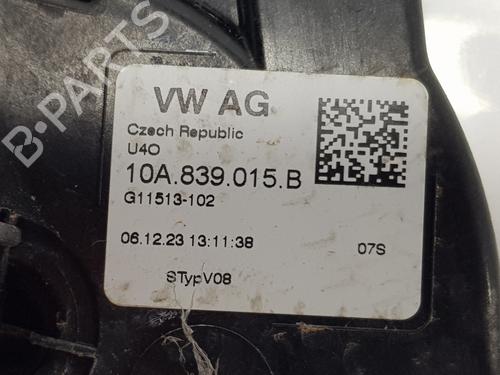 B-PARTS
VW AG
Czech Republic
U4O
10A.839.015.B
G11513-102
06.12.23 13:11:38 07S
STypV08